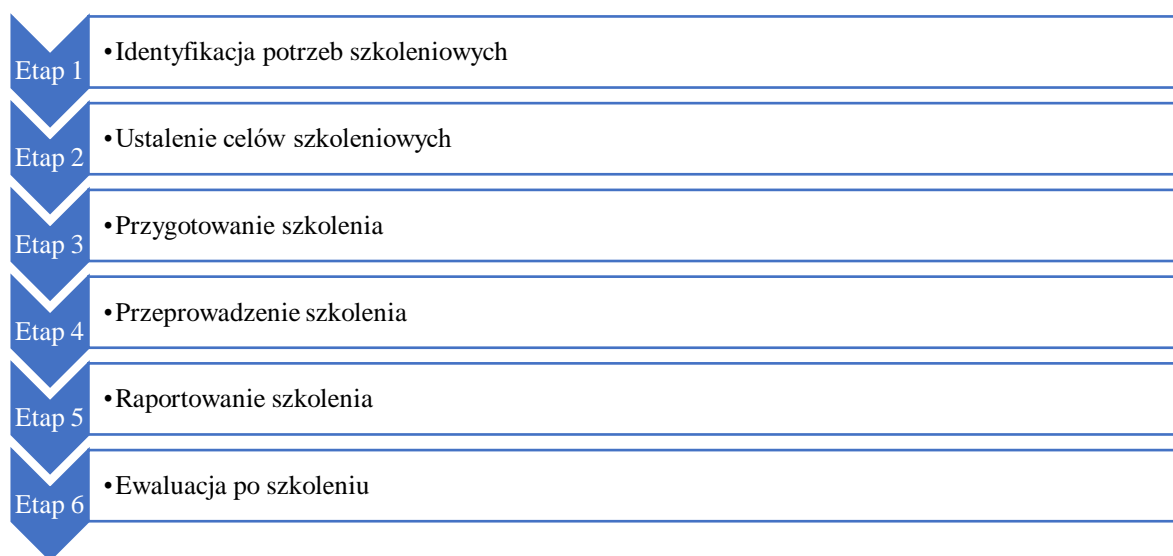 Etap 1
•Identyfikacja potrzeb szkoleniowych
Etap 2
•Ustalenie celów szkoleniowych
Etap 3
•Przygotowanie szkolenia
Etap 4
•Przeprowadzenie szkolenia
Etap 5
•Raportowanie szkolenia
Etap 6
•Ewaluacja po szkoleniu